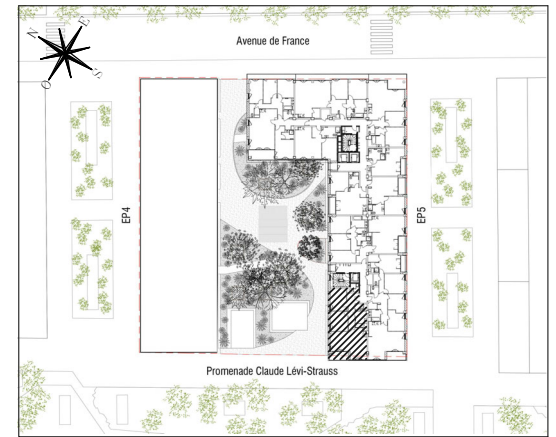 N
E
S
O
Avenue de France
EP4
EP5
Promenade Claude Lévi-Strauss